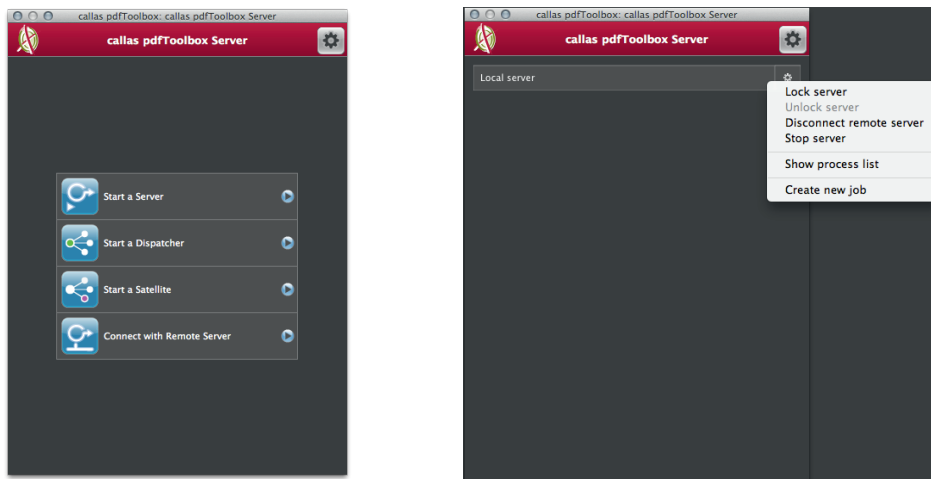 callas pdfToolbox: callas pdfToolbox Server
callas pdfToolbox Server
Start a Server
Start a Dispatcher
Start a Satellite
Connect with Remote Server
callas pdfToolbox: callas pdfToolbox Server
callas pdfToolbox Server
Local server
Lock server
Unlock server
Disconnect remote server
Stop server
Show process list
Create new job